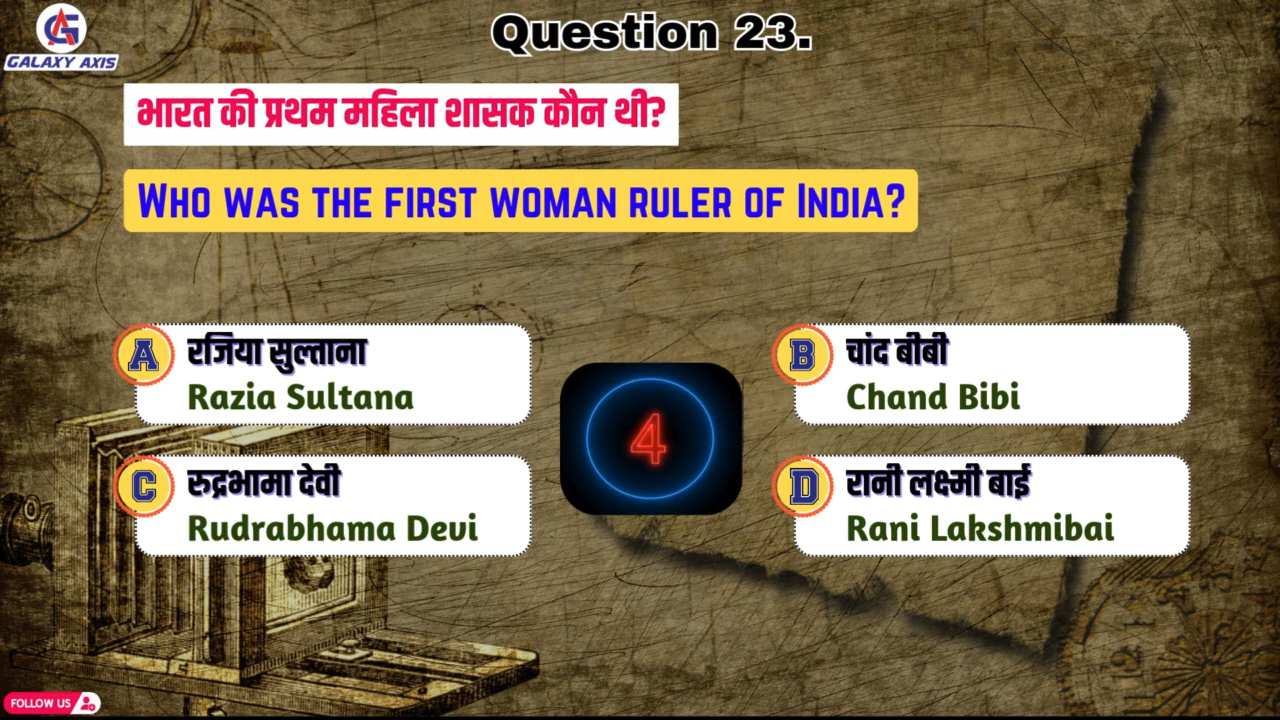 GALAXY AXIS
Question 23.
भारत की प्रथम महिला शासक कौन थी?
WHO WAS THE FIRST WOMAN RULER OF INDIA?
A
रजिया सुल्ताना
Razia Sultana
B
चांद बीबी
Chand Bibi
4
C
रुद्रभामा देवी
Rudrabhama Devi
D
रानी लक्ष्मी बाई
Rani Lakshmibai
FOLLOW US